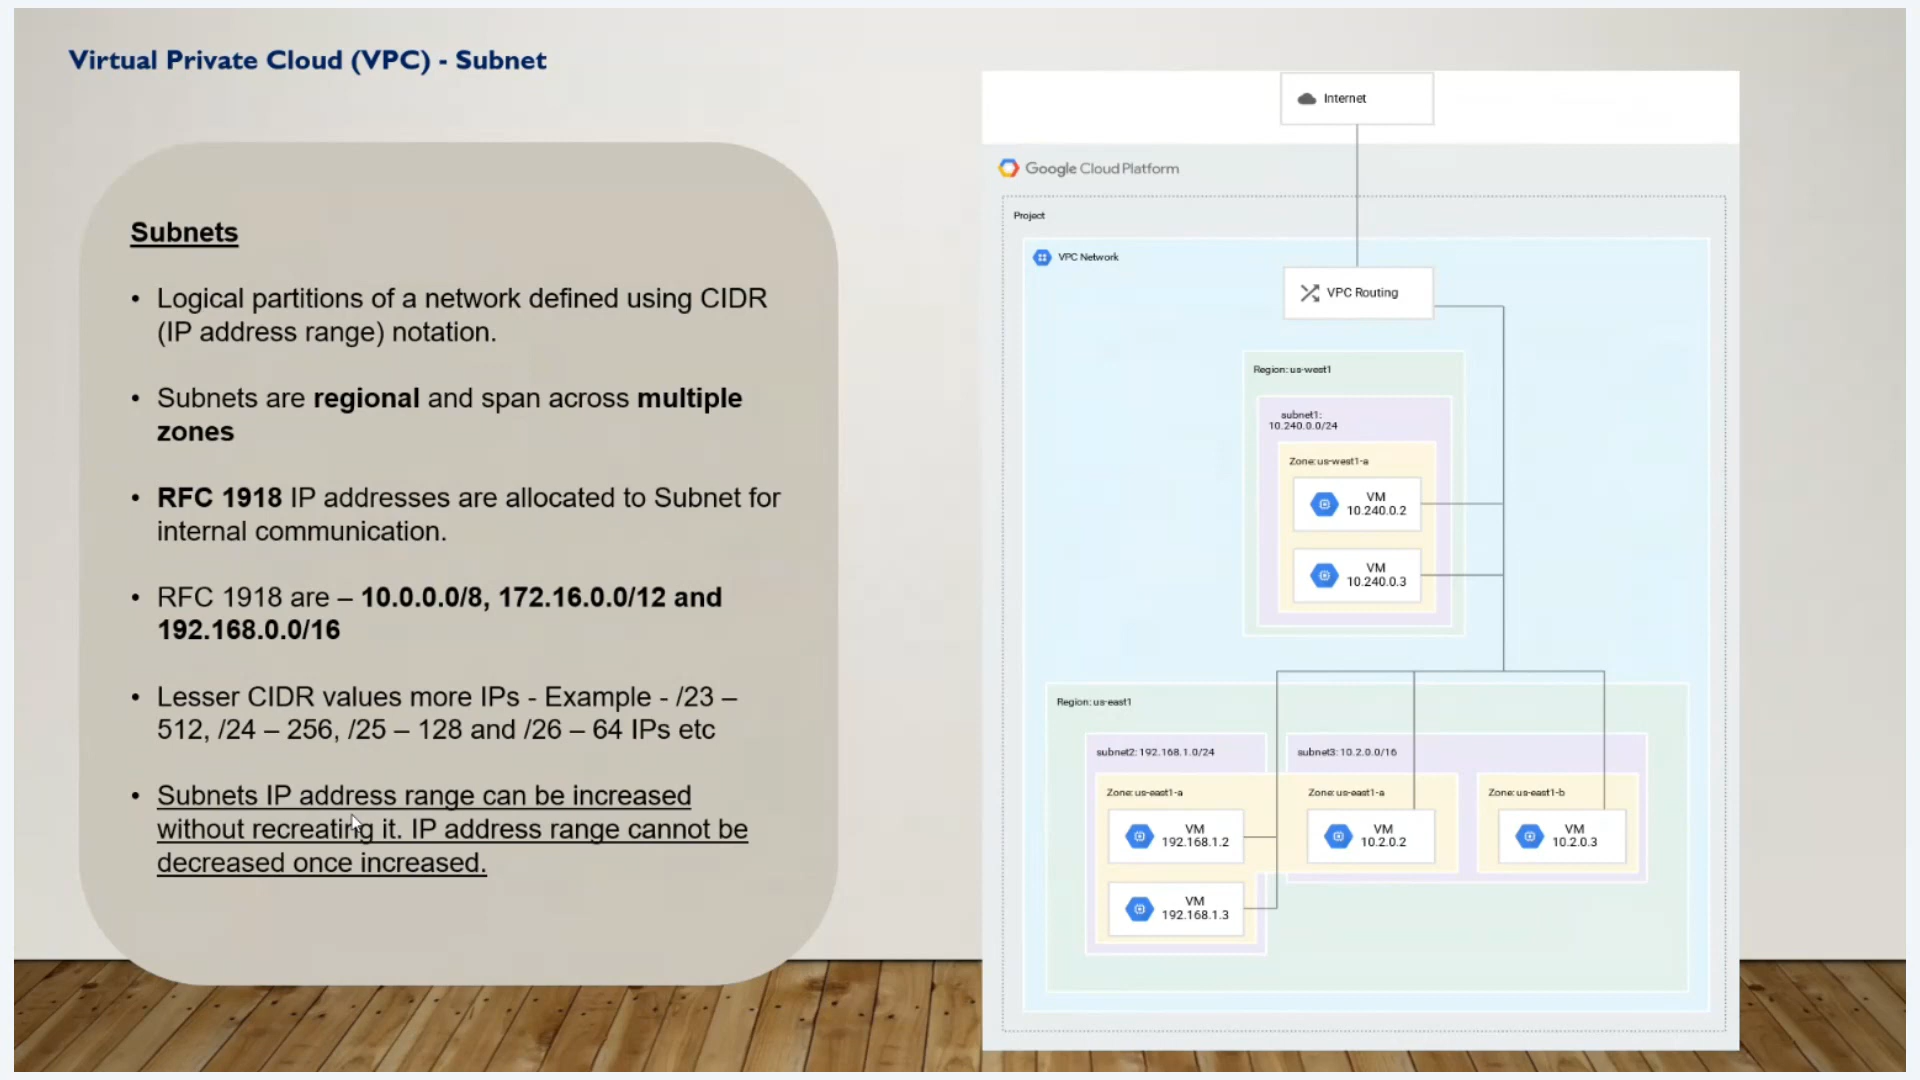 Virtual Private Cloud (VPC) - Subnet
Subnets
• Logical partitions of a network defined using CIDR
(IP address range) notation.
• Subnets are regional and span across multiple
zones
• RFC 1918 IP addresses are allocated to Subnet for
internal communication.
• RFC 1918 are – 10.0.0.0/8, 172.16.0.0/12 and
192.168.0.0/16
• Lesser CIDR values more IPs - Example - /23 –
512, /24 – 256, /25 – 128 and /26 – 64 IPs etc
• Subnets IP address range can be increased
without recreating it. IP address range cannot be
decreased once increased.
Internet
Google Cloud Platform
Project
VPC Network
VPC Routing
Region: us-west1
subnet1:
10.240.0.0/24
Zone: us-west1-a
VM
10.240.0.2
VM
10.240.0.3
Region: us-east1
subnet2: 192.168.1.0/24
Zone: us-east1-a
VM
192.168.1.2
VM
192.168.1.3
subnet3: 10.2.0.0/16
Zone: us-east1-a
VM
10.2.0.2
Zone: us-east1-b
VM
10.2.0.3